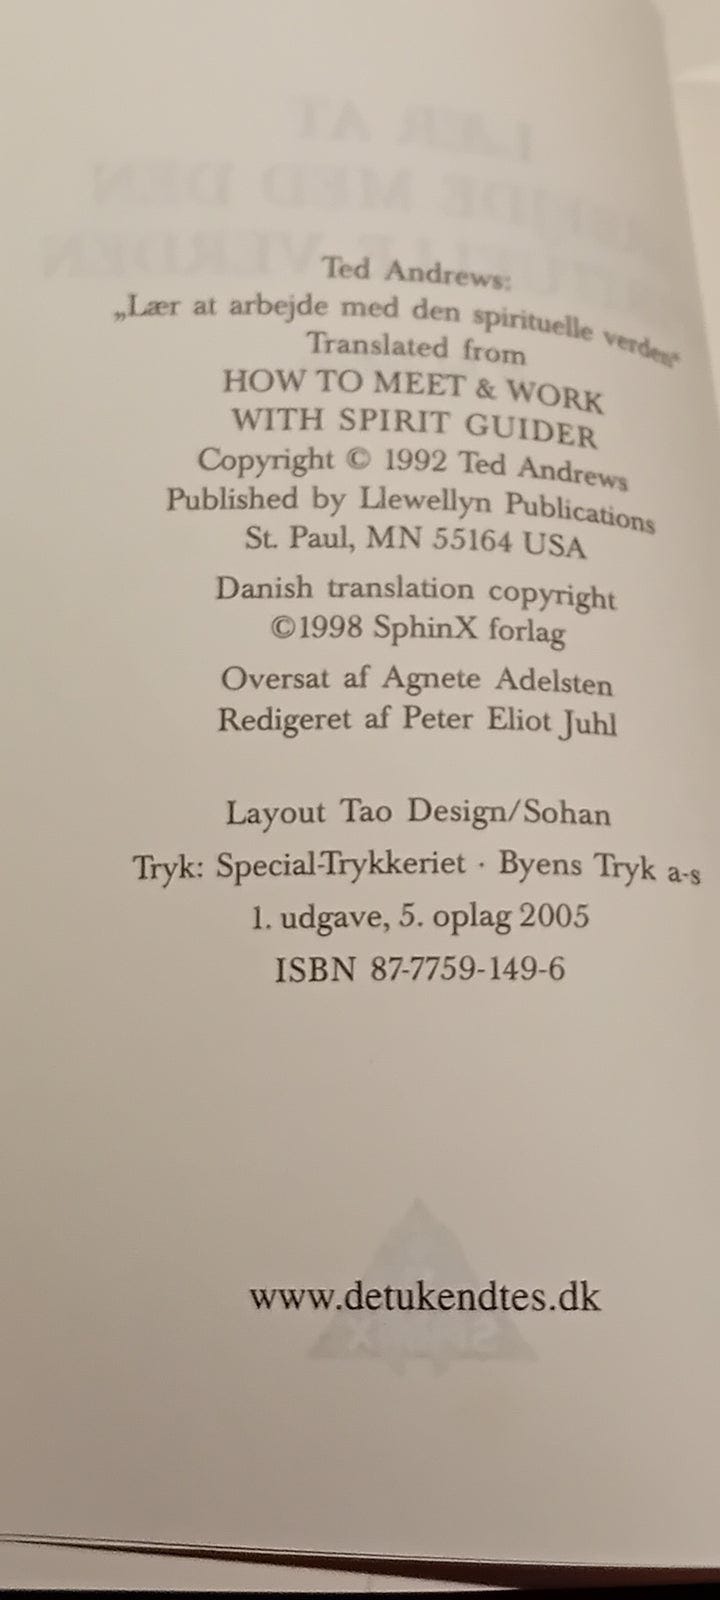 Ted Andrews:
„Lær at arbejde med den spirituelle verden“
Translated from
HOW TO MEET & WORK
WITH SPIRIT GUIDER
Copyright © 1992 Ted Andrews
Published by Llewellyn Publications
St. Paul, MN 55164 USA
Danish translation copyright
©1998 SphinX forlag
Oversat af Agnete Adelsten
Redigeret af Peter Eliot Juhl
Layout Tao Design/Sohan
Tryk: Special-Trykkeriet · Byens Tryk a-s
1. udgave, 5. oplag 2005
ISBN 87-7759-149-6
www.detukendtes.dk